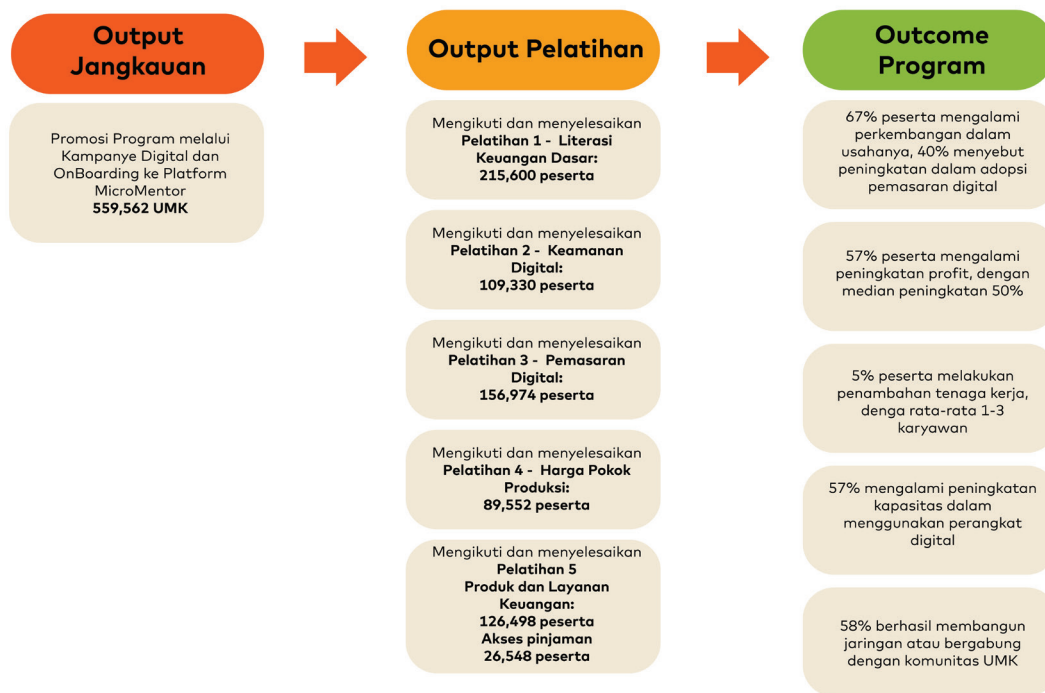 Output
Jangkauan
Promosi Program melalui
Kampanye Digital dan
OnBoarding ke Platform
MicroMentor
559,562 UMK
Output Pelatihan
Mengikuti dan menyelesaikan
Pelatihan 1 - Literasi
Keuangan Dasar:
215,600 peserta
Mengikuti dan menyelesaikan
Pelatihan 2 - Keamanan
Digital:
109,330 peserta
Mengikuti dan menyelesaikan
Pelatihan 3 - Pemasaran
Digital:
156,974 peserta
Mengikuti dan menyelesaikan
Pelatihan 4 - Harga Pokok
Produksi:
89,552 peserta
Mengikuti dan menyelesaikan
Pelatihan 5
Produk dan Layanan
Keuangan:
126,498 peserta
Akses pinjaman
26,548 peserta
Outcome
Program
67% peserta mengalami
perkembangan dalam
usahanya, 40% menyebut
peningkatan dalam adopsi
pemasaran digital
57% peserta mengalami
peningkatan profit, dengan
median peningkatan 50%
5% peserta melakukan
penambahan tenaga kerja,
denga rata-rata 1-3
karyawan
57% mengalami peningkatan
kapasitas dalam
menggunakan perangkat
digital
58% berhasil membangun
jaringan atau bergabung
dengan komunitas UMK